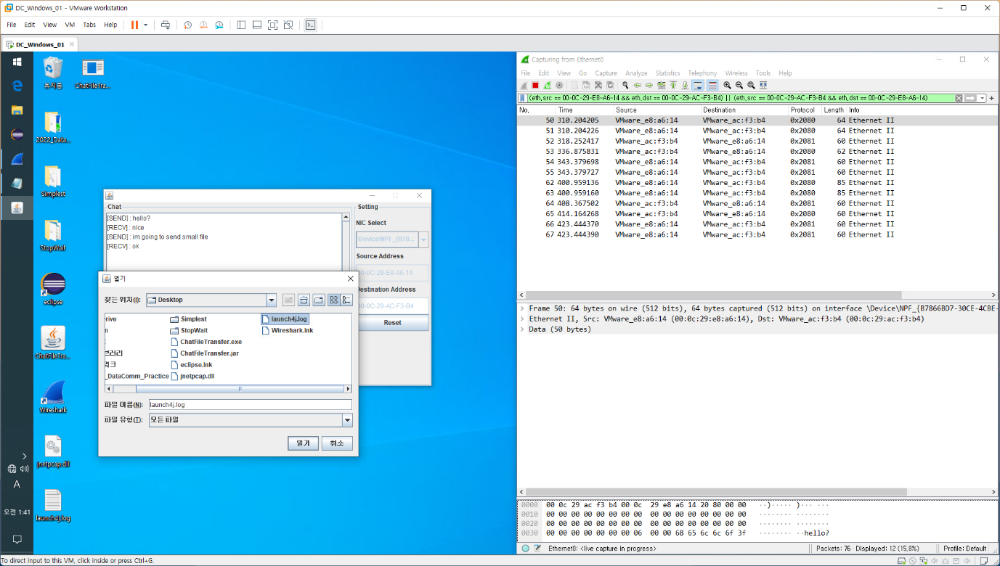 DC_Windows_01 - VMware Workstation
File Edit View VM Tabs Help
DC_Windows_01
휴지통
ChatFileTra...
2022_Data...
Simplest
StopWait
eclipse
ChatFileTra...
Wireshark
jnetpcap.dll
launch4j.log
A
오전 1:41
Chat
[SEND] : hello?
[RECV] : nice
[SEND] : im going to send small file
[RECV] : ok
Setting
NIC Select
\Device\NPF_{B78...
Source Address
00-0C-29-E8-A6-14
Destination Address
00-0C-29-AC-F3-B4
Reset
열기
찾는 위치(I): Desktop
Simplest
StopWait
ChatFileTransfer.exe
ChatFileTransfer.jar
eclipse.lnk
_DataComm_Practice
jnetpcap.dll
launch4j.log
Wireshark.lnk
파일 이름(N): launch4j.log
파일 유형(T): 모든 파일
열기 취소
Capturing from Ethernet0
File Edit View Go Capture Analyze Statistics Telephony Wireless Tools Help
(eth.src == 00-0C-29-E8-A6-14 && eth.dst == 00-0C-29-AC-F3-B4) || (eth.src == 00-0C-29-AC-F3-B4 && eth.dst == 00-0C-29-E8-A6-14)
No. Time Source Destination Protocol Length Info
50 310.204205 VMware_e8:a6:14 VMware_ac:f3:b4 0x2080 64 Ethernet II
51 310.204226 VMware_e8:a6:14 VMware_ac:f3:b4 0x2080 64 Ethernet II
52 318.252417 VMware_ac:f3:b4 VMware_e8:a6:14 0x2081 60 Ethernet II
53 336.875831 VMware_ac:f3:b4 VMware_e8:a6:14 0x2080 62 Ethernet II
54 343.379698 VMware_e8:a6:14 VMware_ac:f3:b4 0x2081 60 Ethernet II
55 343.379727 VMware_e8:a6:14 VMware_ac:f3:b4 0x2081 60 Ethernet II
62 400.959136 VMware_e8:a6:14 VMware_ac:f3:b4 0x2080 85 Ethernet II
63 400.959160 VMware_e8:a6:14 VMware_ac:f3:b4 0x2080 85 Ethernet II
64 408.367502 VMware_ac:f3:b4 VMware_e8:a6:14 0x2081 60 Ethernet II
65 414.164268 VMware_ac:f3:b4 VMware_e8:a6:14 0x2080 60 Ethernet II
66 423.444370 VMware_e8:a6:14 VMware_ac:f3:b4 0x2081 60 Ethernet II
67 423.444390 VMware_e8:a6:14 VMware_ac:f3:b4 0x2081 60 Ethernet II
Frame 50: 64 bytes on wire (512 bits), 64 bytes captured (512 bits) on interface \Device\NPF_{B7866BD7-30CE-4CBE-
Ethernet II, Src: VMware_e8:a6:14 (00:0c:29:e8:a6:14), Dst: VMware_ac:f3:b4 (00:0c:29:ac:f3:b4)
Data (50 bytes)
0000 00 0c 29 ac f3 b4 00 0c 29 e8 a6 14 20 80 00 00 ··)····· )··· ···
0010 00 00 00 00 00 00 00 00 00 00 00 00 00 00 00 00 ········ ········
0020 00 00 00 00 00 00 00 00 00 00 00 00 00 00 00 00 ········ ········
0030 00 00 00 00 00 00 00 06 00 00 68 65 6c 6c 6f 3f ········ ··hello?
Ethernet0: <live capture in progress> Packets: 76 · Displayed: 12 (15,8%) Profile: Default
To direct input to this VM, click inside or press Ctrl+G.